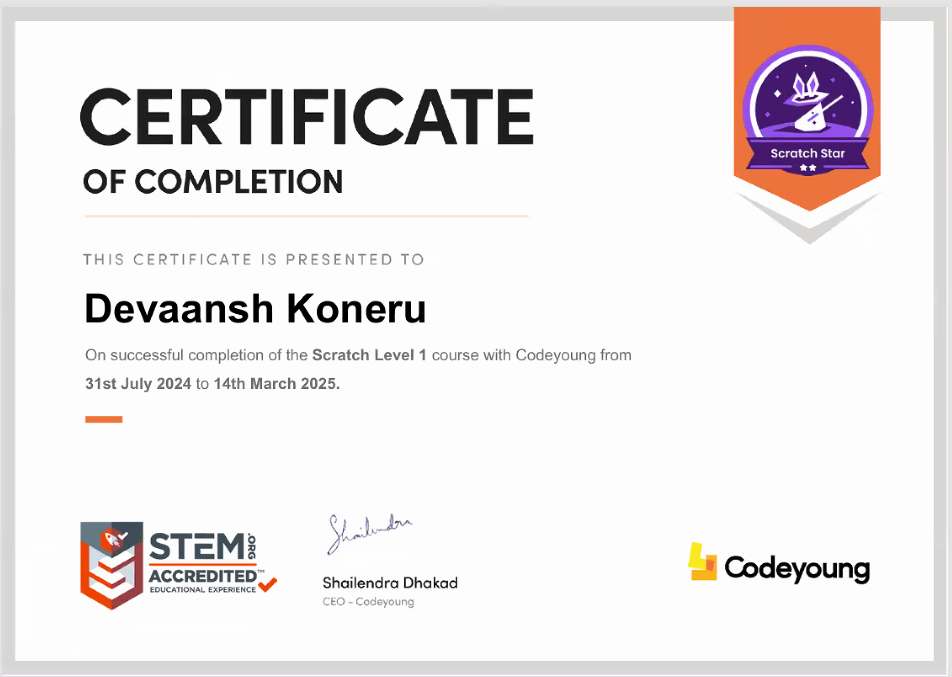 CERTIFICATE
OF COMPLETION
Scratch Star
THIS CERTIFICATE IS PRESENTED TO
Devaansh Koneru
On successful completion of the Scratch Level 1 course with Codeyoung from
31st July 2024 to 14th March 2025.
STEM.ORG
ACCREDITED™
EDUCATIONAL EXPERIENCE
Shailendra
Shailendra Dhakad
CEO - Codeyoung
Codeyoung